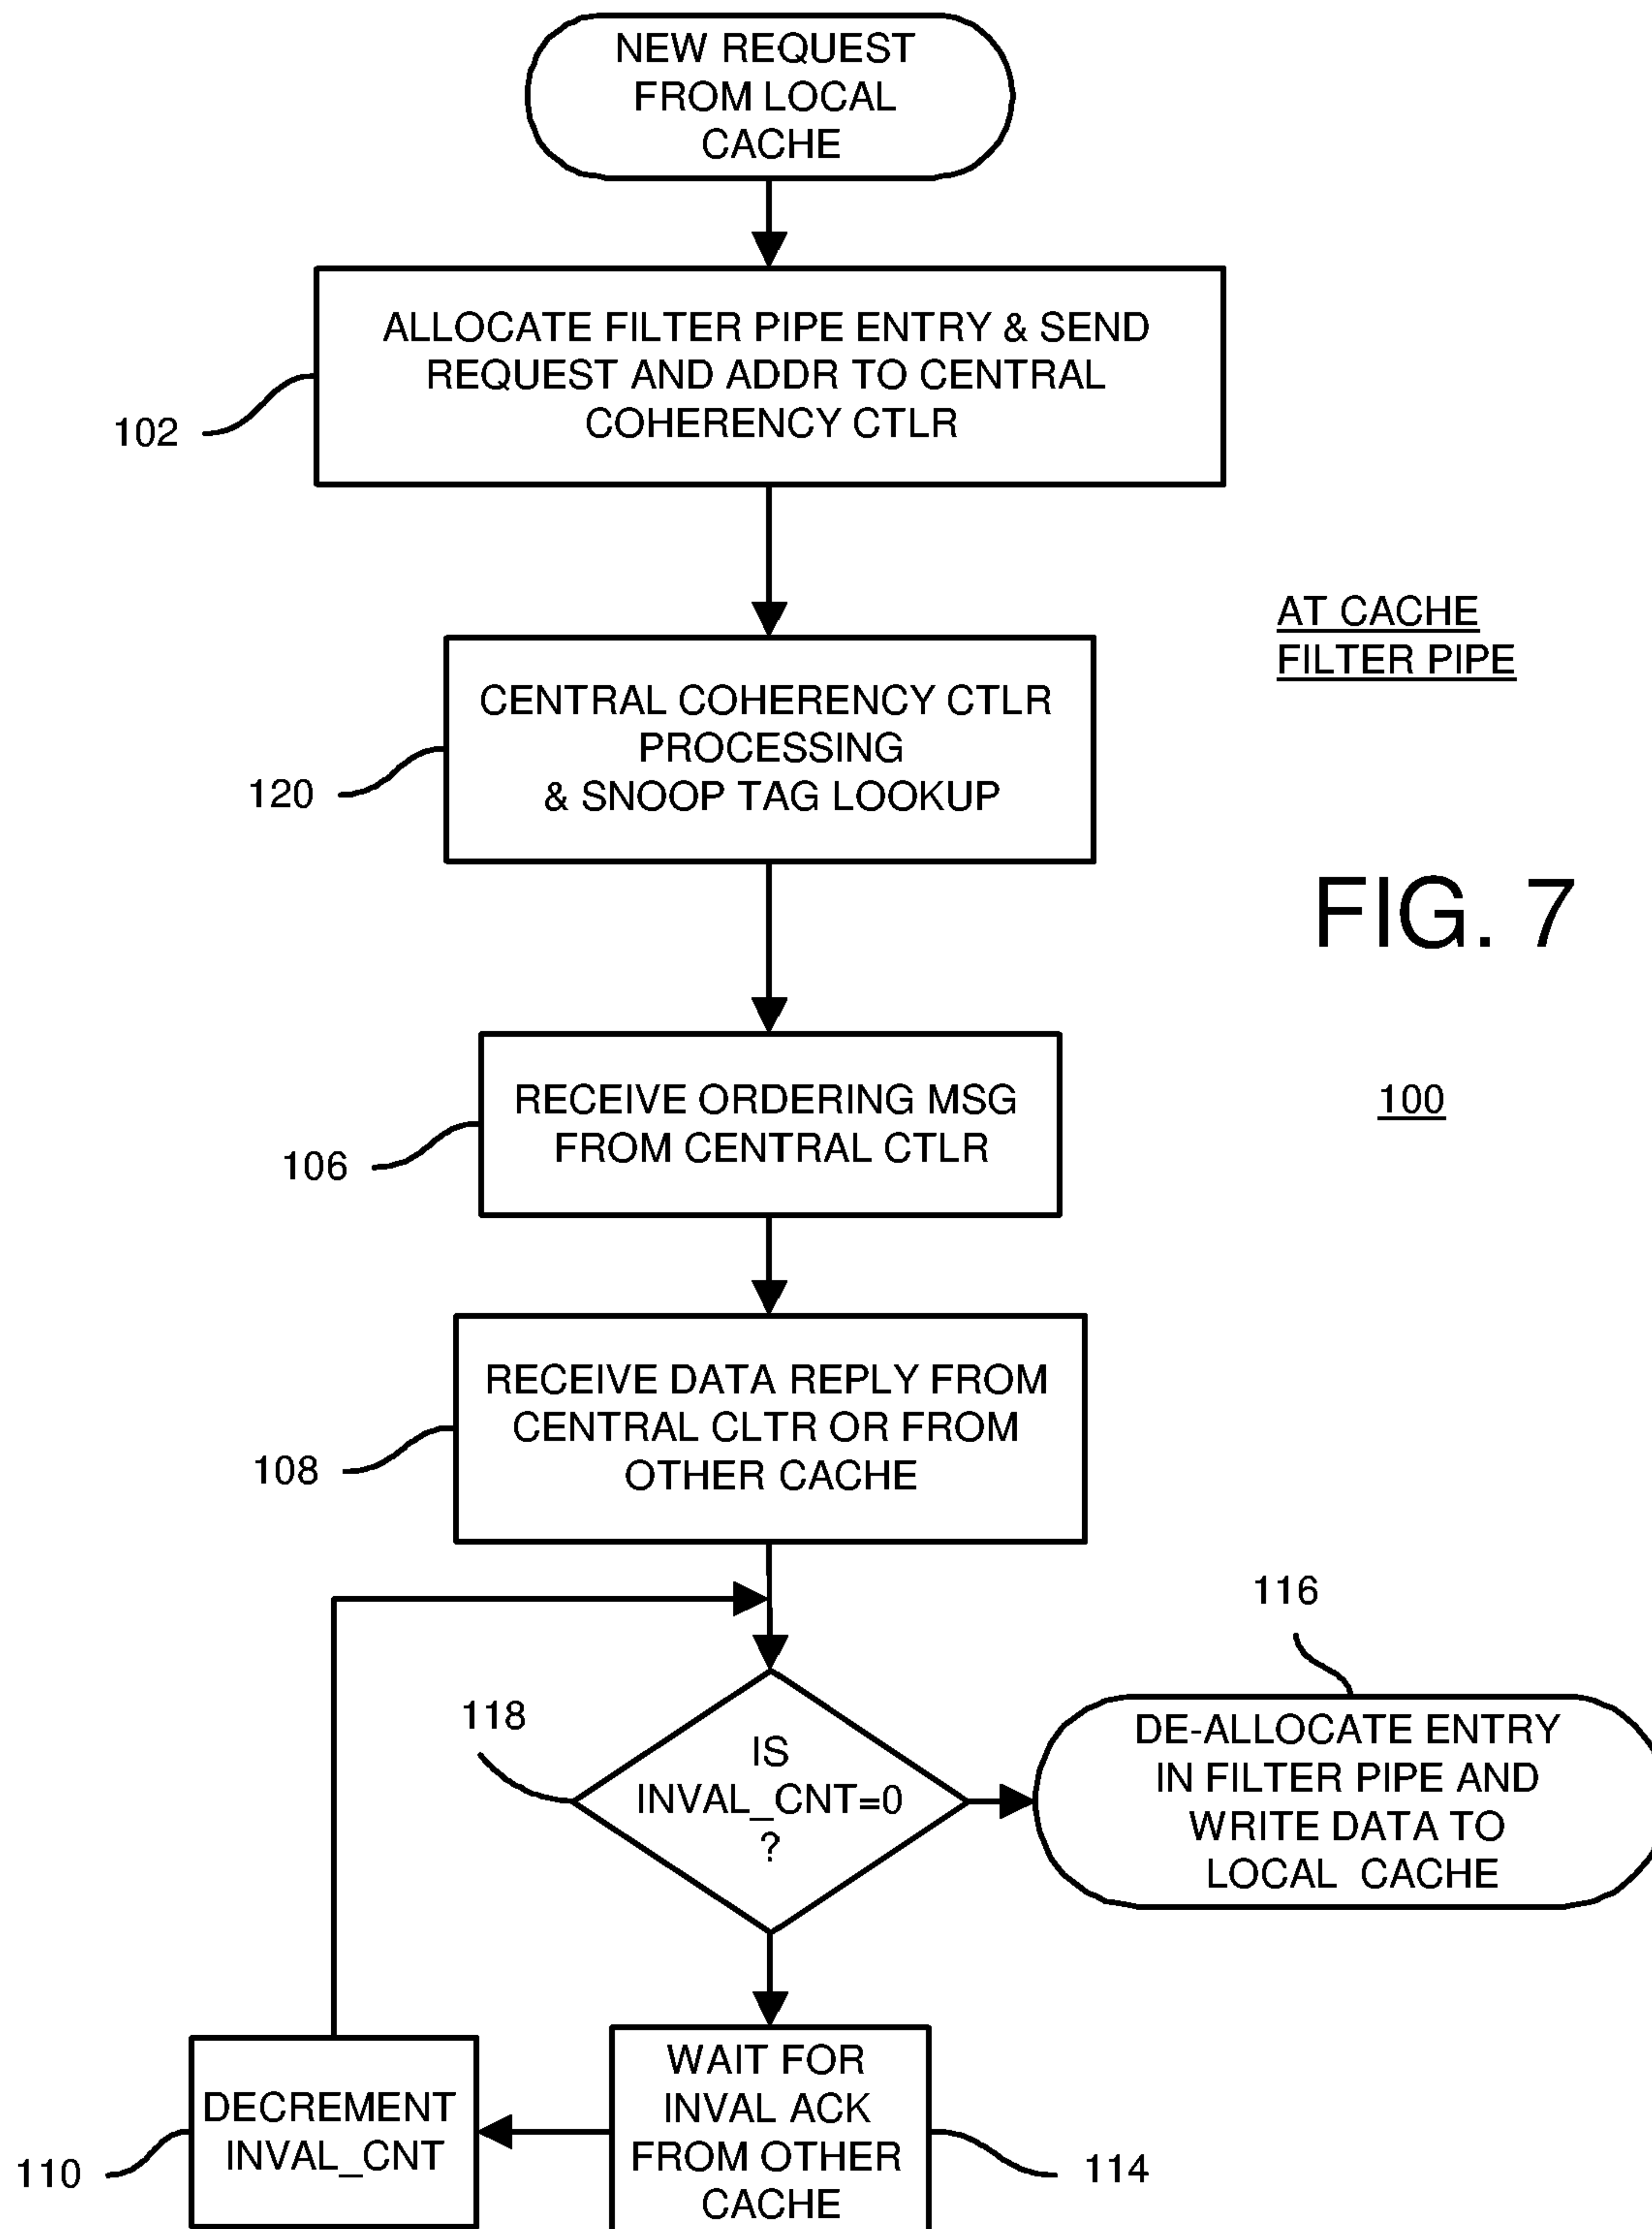 NEW REQUEST
FROM LOCAL
CACHE
ALLOCATE FILTER PIPE ENTRY & SEND
REQUEST AND ADDR TO CENTRAL
COHERENCY CTLR
102
AT CACHE
FILTER PIPE
CENTRAL COHERENCY CTLR
PROCESSING
& SNOOP TAG LOOKUP
120
FIG. 7
RECEIVE ORDERING MSG
FROM CENTRAL CTLR
106
100
RECEIVE DATA REPLY FROM
CENTRAL CLTR OR FROM
OTHER CACHE
108
116
118
IS
INVAL_CNT=0
?
DE-ALLOCATE ENTRY
IN FILTER PIPE AND
WRITE DATA TO
LOCAL CACHE
DECREMENT
INVAL_CNT
110
WAIT FOR
INVAL ACK
FROM OTHER
CACHE
114